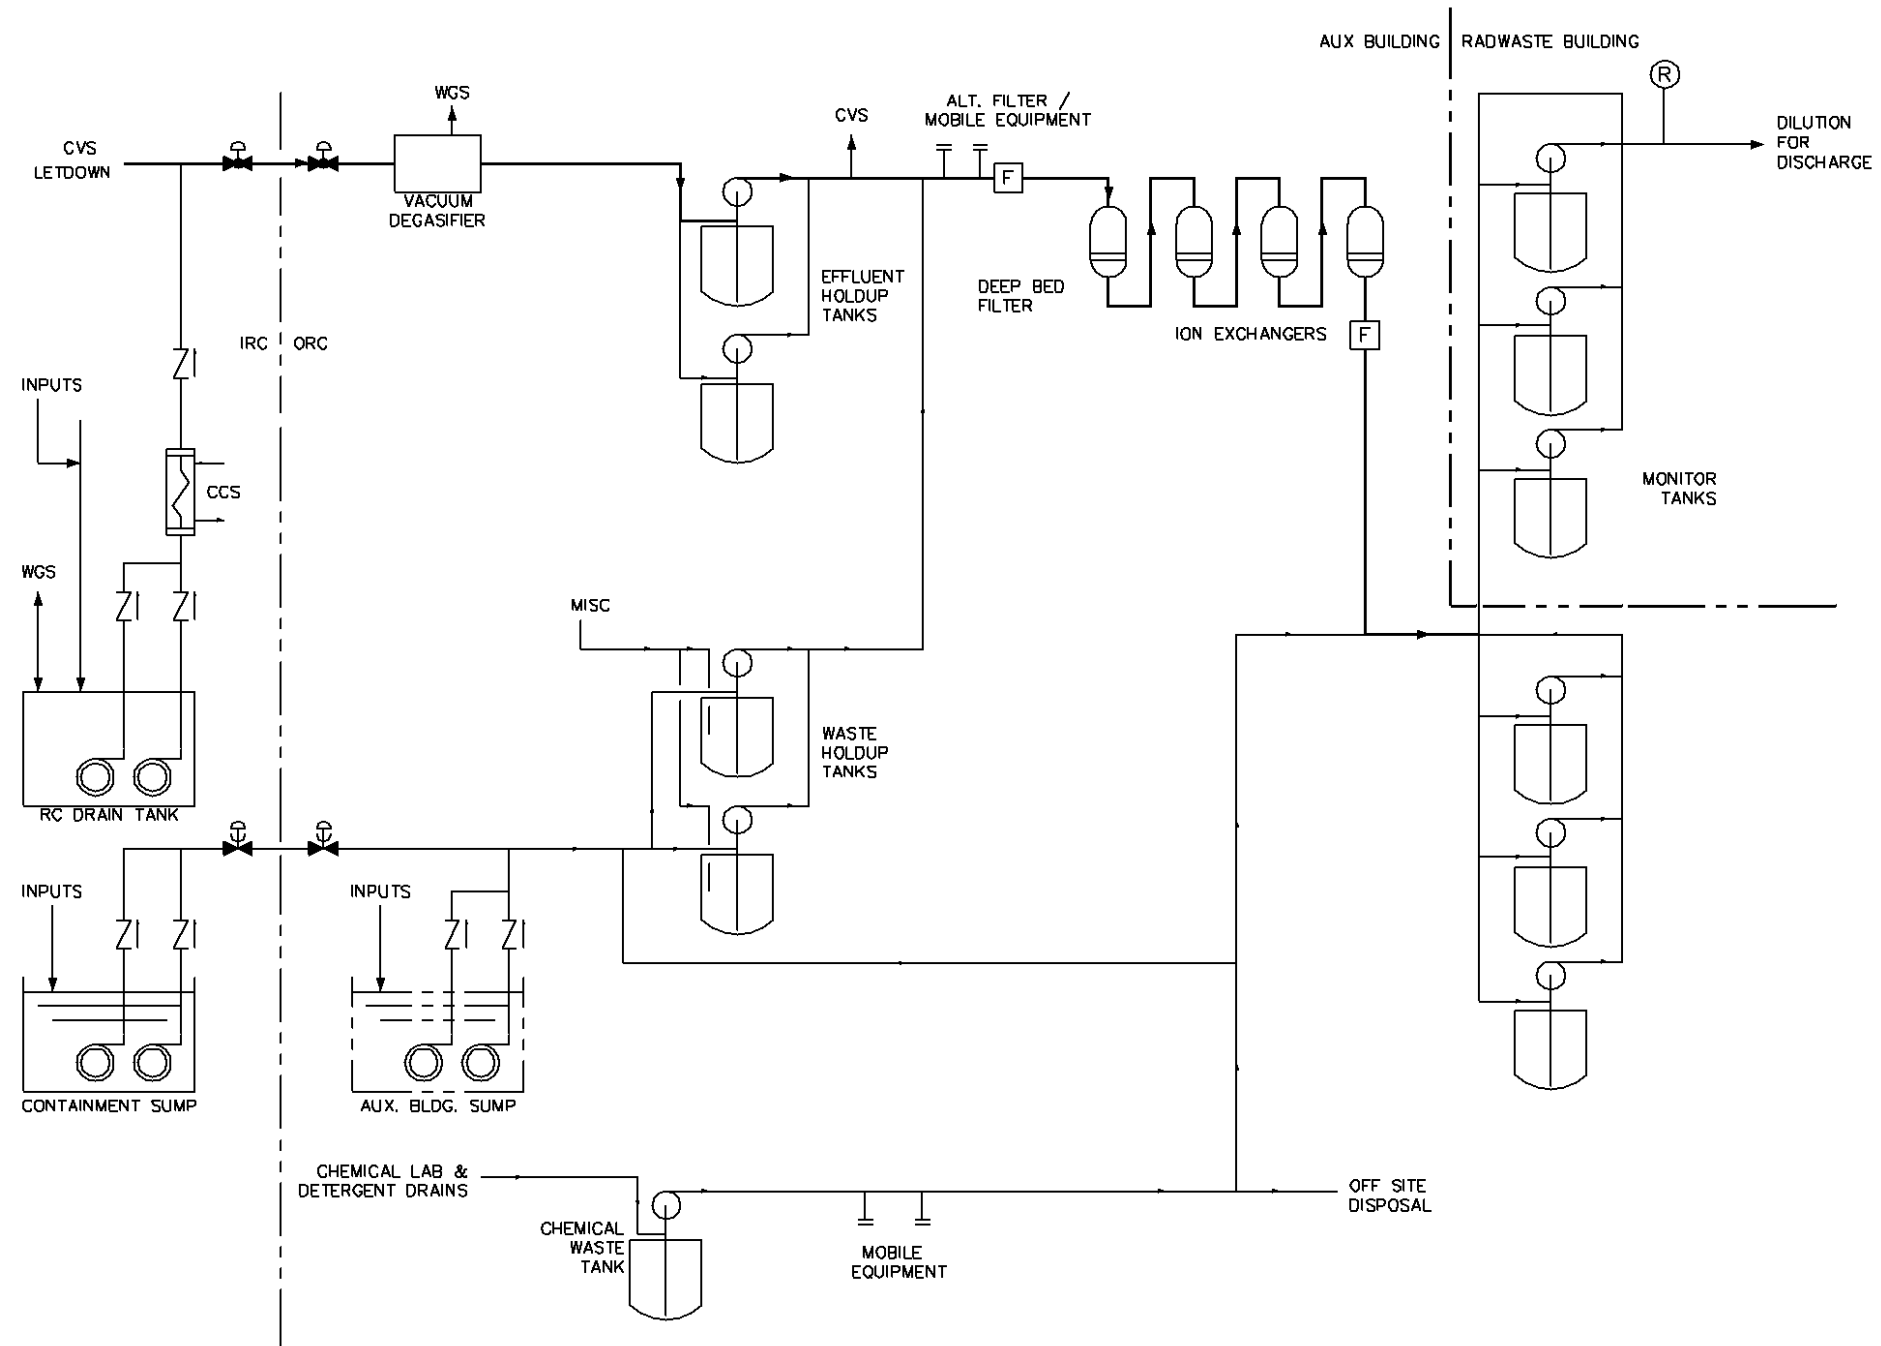 AUX BUILDING
RADWASTE BUILDING
R
WGS
CVS
ALT. FILTER /
MOBILE EQUIPMENT
DILUTION
FOR
DISCHARGE
CVS
LETDOWN
F
VACUUM
DEGASIFIER
EFFLUENT
HOLDUP
TANKS
DEEP BED
FILTER
ION EXCHANGERS
F
IRC
ORC
INPUTS
CCS
MONITOR
TANKS
WGS
MISC
WASTE
HOLDUP
TANKS
RC DRAIN TANK
INPUTS
INPUTS
CONTAINMENT SUMP
AUX. BLDG. SUMP
CHEMICAL LAB &
DETERGENT DRAINS
OFF SITE
DISPOSAL
CHEMICAL
WASTE
TANK
MOBILE
EQUIPMENT